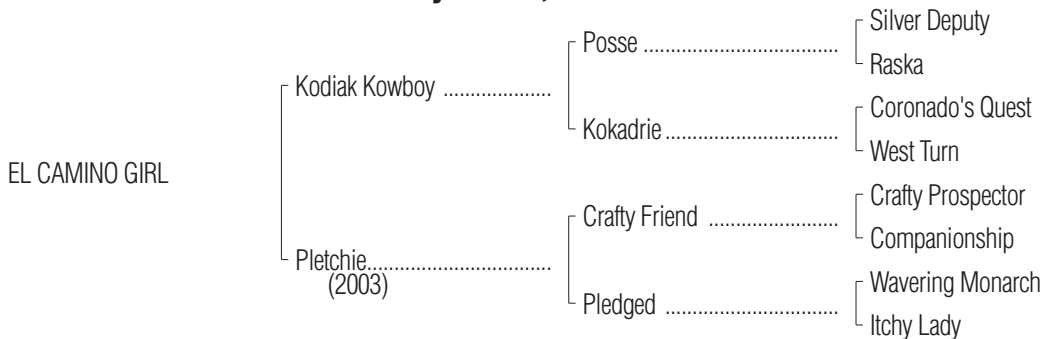 Silver Deputy
Posse ......................................
Raska
Kodiak Kowboy .....................
Coronado's Quest
Kokadrie ..................................
West Turn
EL CAMINO GIRL
Crafty Prospector
Crafty Friend .........................
Companionship
Pletchie....................................
(2003)
Wavering Monarch
Pledged ..................................
Itchy Lady